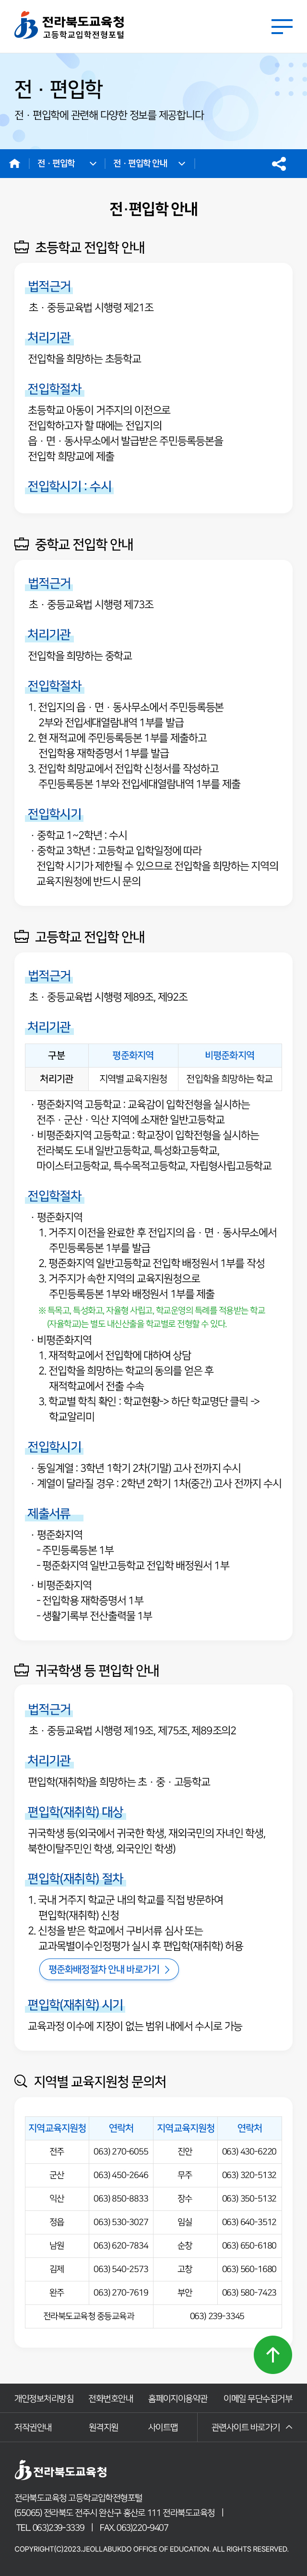 전라북도교육청
고등학교입학전형포털
전 · 편입학
전 · 편입학에 관련해 다양한 정보를 제공합니다
전 · 편입학
전 · 편입학 안내
전·편입학 안내
초등학교 전입학 안내
법적근거
초 · 중등교육법 시행령 제21조
처리기관
전입학을 희망하는 초등학교
전입학절차
초등학교 아동이 거주지의 이전으로
전입학하고자 할 때에는 전입지의
읍 · 면 · 동사무소에서 발급받은 주민등록등본을
전입학 희망교에 제출
전입학시기 : 수시
중학교 전입학 안내
법적근거
초 · 중등교육법 시행령 제73조
처리기관
전입학을 희망하는 중학교
전입학절차
1. 전입지의 읍 · 면 · 동사무소에서 주민등록등본
2부와 전입세대열람내역 1부를 발급
2. 현 재적교에 주민등록등본 1부를 제출하고
전입학용 재학증명서 1부를 발급
3. 전입학 희망교에서 전입학 신청서를 작성하고
주민등록등본 1부와 전입세대열람내역 1부를 제출
전입학시기
· 중학교 1~2학년 : 수시
· 중학교 3학년 : 고등학교 입학일정에 따라
전입학 시기가 제한될 수 있으므로 전입학을 희망하는 지역의
교육지원청에 반드시 문의
고등학교 전입학 안내
법적근거
초 · 중등교육법 시행령 제89조, 제92조
처리기관
구분 평준화지역 비평준화지역
처리기관 지역별 교육지원청 전입학을 희망하는 학교
· 평준화지역 고등학교 : 교육감이 입학전형을 실시하는
전주 · 군산 · 익산 지역에 소재한 일반고등학교
· 비평준화지역 고등학교 : 학교장이 입학전형을 실시하는
전라북도 도내 일반고등학교, 특성화고등학교,
마이스터고등학교, 특수목적고등학교, 자립형사립고등학교
전입학절차
· 평준화지역
1. 거주지 이전을 완료한 후 전입지의 읍 · 면 · 동사무소에서
주민등록등본 1부를 발급
2. 평준화지역 일반고등학교 전입학 배정원서 1부를 작성
3. 거주지가 속한 지역의 교육지원청으로
주민등록등본 1부와 배정원서 1부를 제출
※ 특목고, 특성화고, 자율형 사립고, 학교운영의 특례를 적용받는 학교
(자율학교)는 별도 내신산출을 학교별로 전형할 수 있다.
· 비평준화지역
1. 재적학교에서 전입학에 대하여 상담
2. 전입학을 희망하는 학교의 동의를 얻은 후
재적학교에서 전출 수속
3. 학교별 학칙 확인 : 학교현황-> 하단 학교명단 클릭 ->
학교알리미
전입학시기
· 동일계열 : 3학년 1학기 2차(기말) 고사 전까지 수시
· 계열이 달라질 경우 : 2학년 2학기 1차(중간) 고사 전까지 수시
제출서류
· 평준화지역
- 주민등록등본 1부
- 평준화지역 일반고등학교 전입학 배정원서 1부
· 비평준화지역
- 전입학용 재학증명서 1부
- 생활기록부 전산출력물 1부
귀국학생 등 편입학 안내
법적근거
초 · 중등교육법 시행령 제19조, 제75조, 제89조의2
처리기관
편입학(재취학)을 희망하는 초 · 중 · 고등학교
편입학(재취학) 대상
귀국학생 등(외국에서 귀국한 학생, 재외국민의 자녀인 학생,
북한이탈주민인 학생, 외국인인 학생)
편입학(재취학) 절차
1. 국내 거주지 학교군 내의 학교를 직접 방문하여
편입학(재취학) 신청
2. 신청을 받은 학교에서 구비서류 심사 또는
교과목별이수인정평가 실시 후 편입학(재취학) 허용
평준화배정절차 안내 바로가기 >
편입학(재취학) 시기
교육과정 이수에 지장이 없는 범위 내에서 수시로 가능
지역별 교육지원청 문의처
지역교육지원청 연락처 지역교육지원청 연락처
전주 063) 270-6055 진안 063) 430-6220
군산 063) 450-2646 무주 063) 320-5132
익산 063) 850-8833 장수 063) 350-5132
정읍 063) 530-3027 임실 063) 640-3512
남원 063) 620-7834 순창 063) 650-6180
김제 063) 540-2573 고창 063) 560-1680
완주 063) 270-7619 부안 063) 580-7423
전라북도교육청 중등교육과 063) 239-3345
개인정보처리방침 전화번호안내 홈페이지이용약관 이메일 무단수집거부
저작권안내 원격지원 사이트맵 관련사이트 바로가기
전라북도교육청
전라북도교육청 고등학교입학전형포털
(55065) 전라북도 전주시 완산구 홍산로 111 전라북도교육청 |
TEL. 063)239-3339 | FAX. 063)220-9407
COPYRIGHT(C)2023.JEOLLABUKDO OFFICE OF EDUCATION. ALL RIGHTS RESERVED.